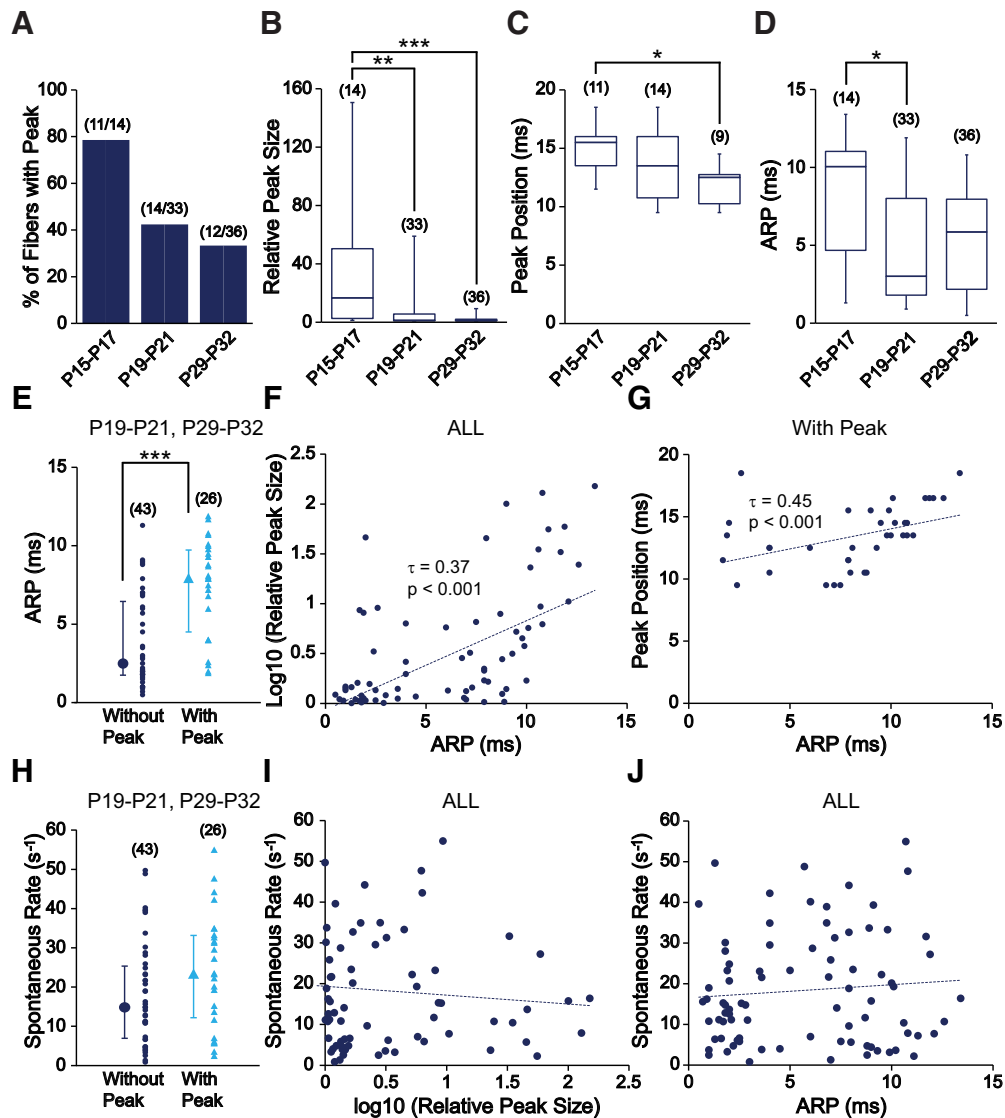 A
% of Fibers with Peak
100
80
60
40
20
0
(11/14)
(14/33)
(12/36)
P15-P17
P19-P21
P29-P32
B
Relative Peak Size
160
120
80
40
0
***
**
(14)
(33)
(36)
P15-P17
P19-P21
P29-P32
C
Peak Position (ms)
20
15
10
5
0
*
(11)
(14)
(9)
P15-P17
P19-P21
P29-P32
D
ARP (ms)
15
10
5
0
*
(14)
(33)
(36)
P15-P17
P19-P21
P29-P32
E
P19-P21, P29-P32
ARP (ms)
15
10
5
0
***
(43)
(26)
Without Peak
With Peak
F
ALL
Log10 (Relative Peak Size)
2.5
2
1.5
1
0.5
0
τ = 0.37
p < 0.001
0 5 10 15
ARP (ms)
G
With Peak
Peak Position (ms)
20
15
10
5
0
τ = 0.45
p < 0.001
0 5 10 15
ARP (ms)
H
P19-P21, P29-P32
Spontaneous Rate (s⁻¹)
60
50
40
30
20
10
0
(43)
(26)
Without Peak
With Peak
I
ALL
Spontaneous Rate (s⁻¹)
60
50
40
30
20
10
0
0 0.5 1 1.5 2 2.5
log10 (Relative Peak Size)
J
ALL
Spontaneous Rate (s⁻¹)
60
50
40
30
20
10
0
0 5 10 15
ARP (ms)